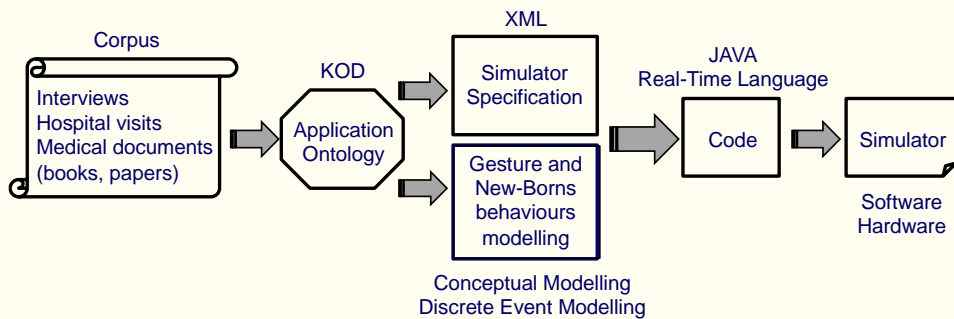 Corpus
Interviews
Hospital visits
Medical documents
(books, papers)
KOD
Application
Ontology
XML
Simulator
Specification
Gesture and
New-Borns
behaviours
modelling
Conceptual Modelling
Discrete Event Modelling
JAVA
Real-Time Language
Code
Simulator
Software
Hardware